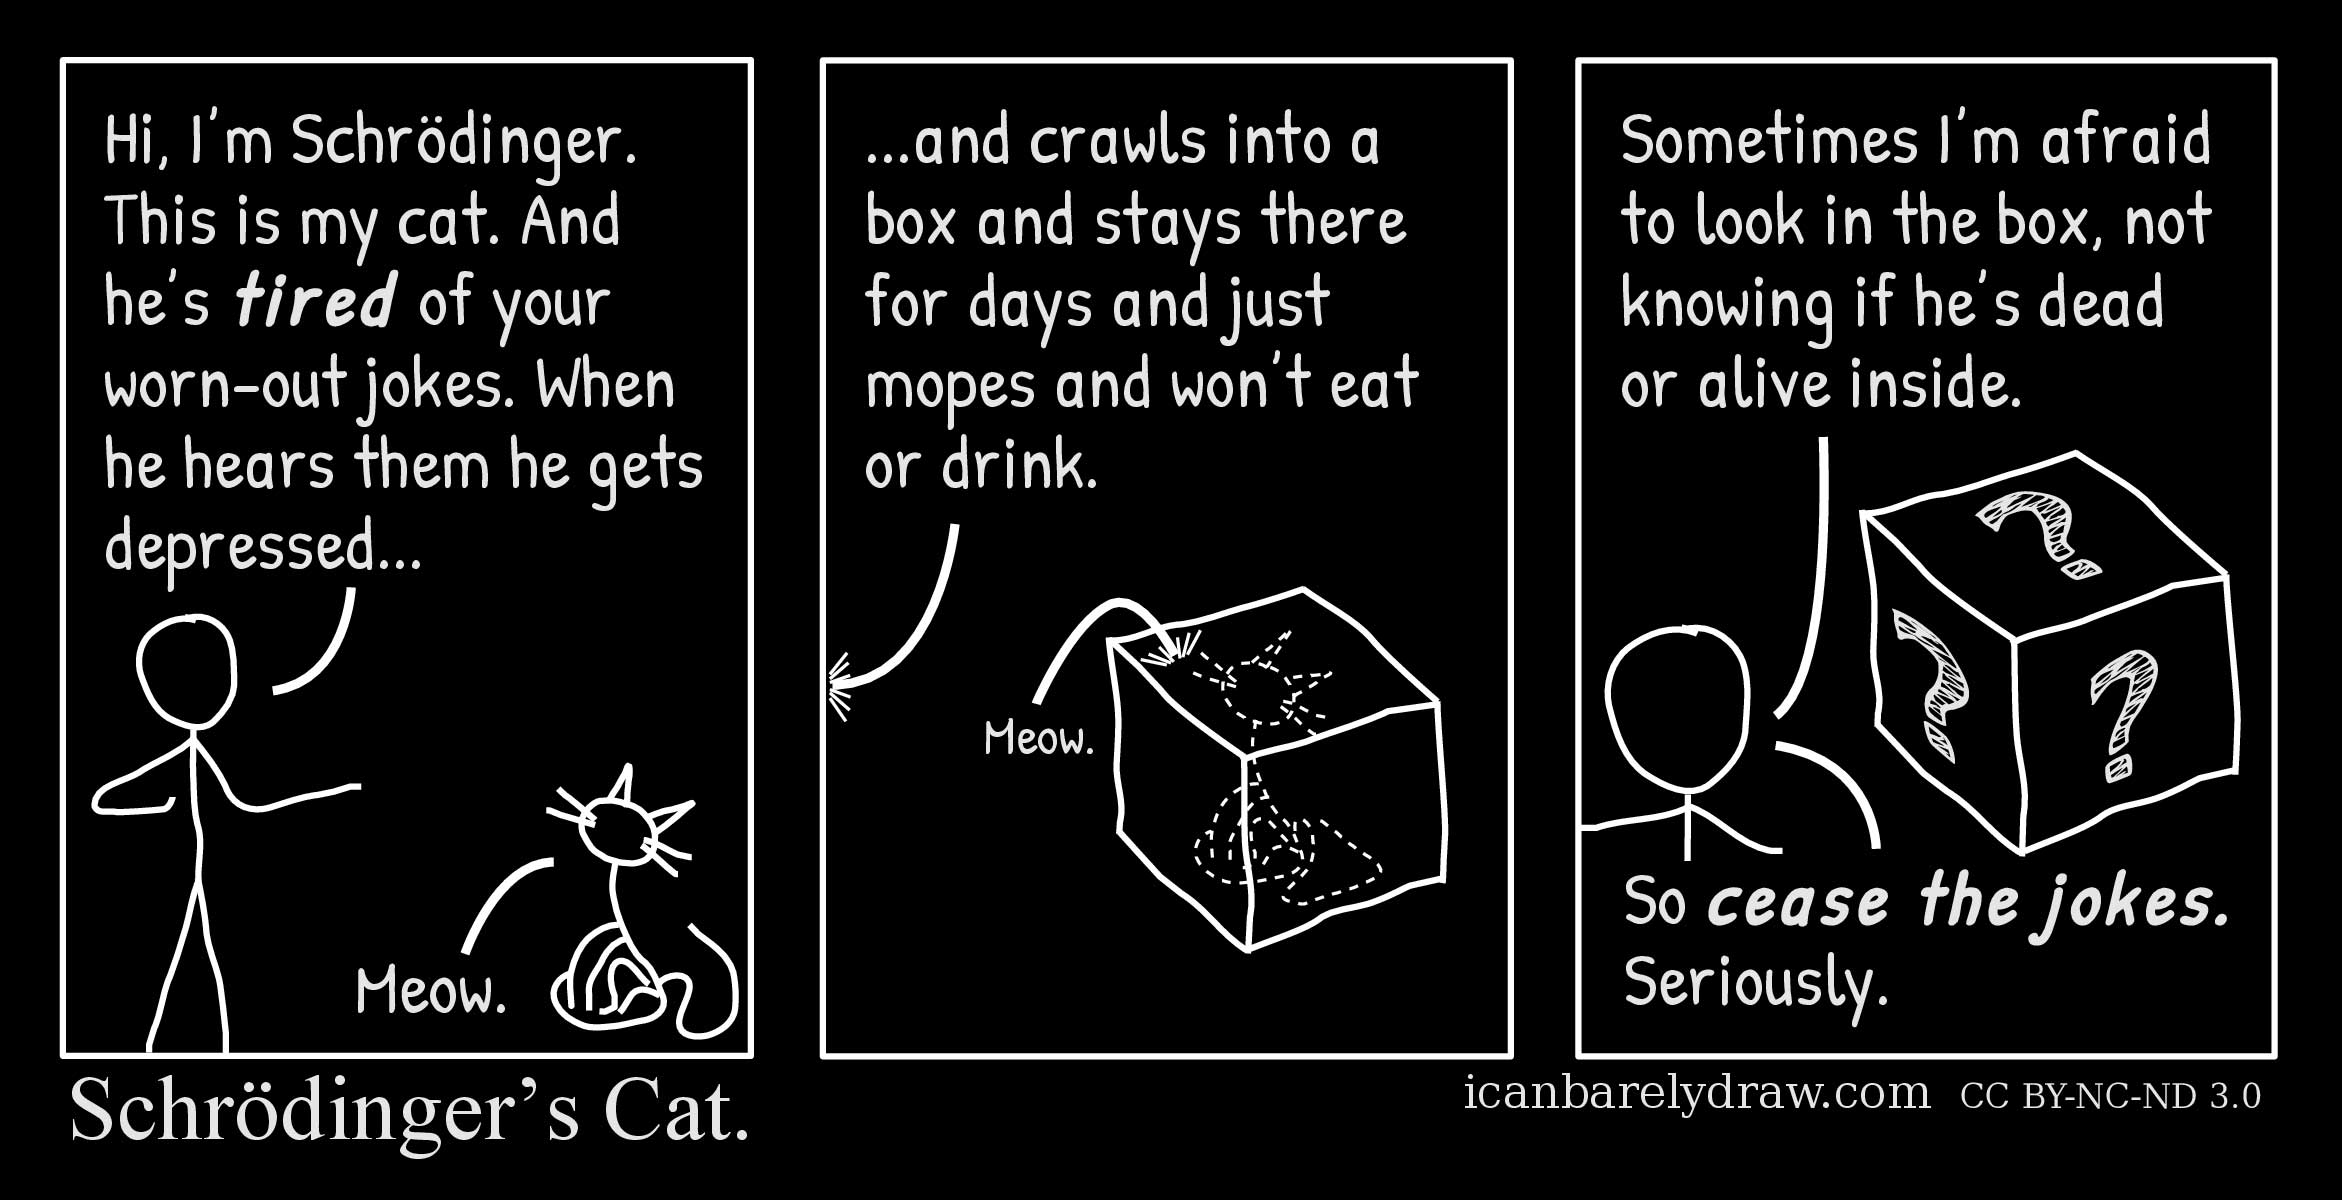 Hi, I'm Schrödinger.
This is my cat. And
he's tired of your
worn-out jokes. When
he hears them he gets
depressed...
Meow.
...and crawls into a
box and stays there
for days and just
mopes and won't eat
or drink.
Meow.
Sometimes I'm afraid
to look in the box, not
knowing if he's dead
or alive inside.
?
?
?
So cease the jokes.
Seriously.
Schrödinger’s Cat.
icanbarelydraw.com CC BY-NC-ND 3.0